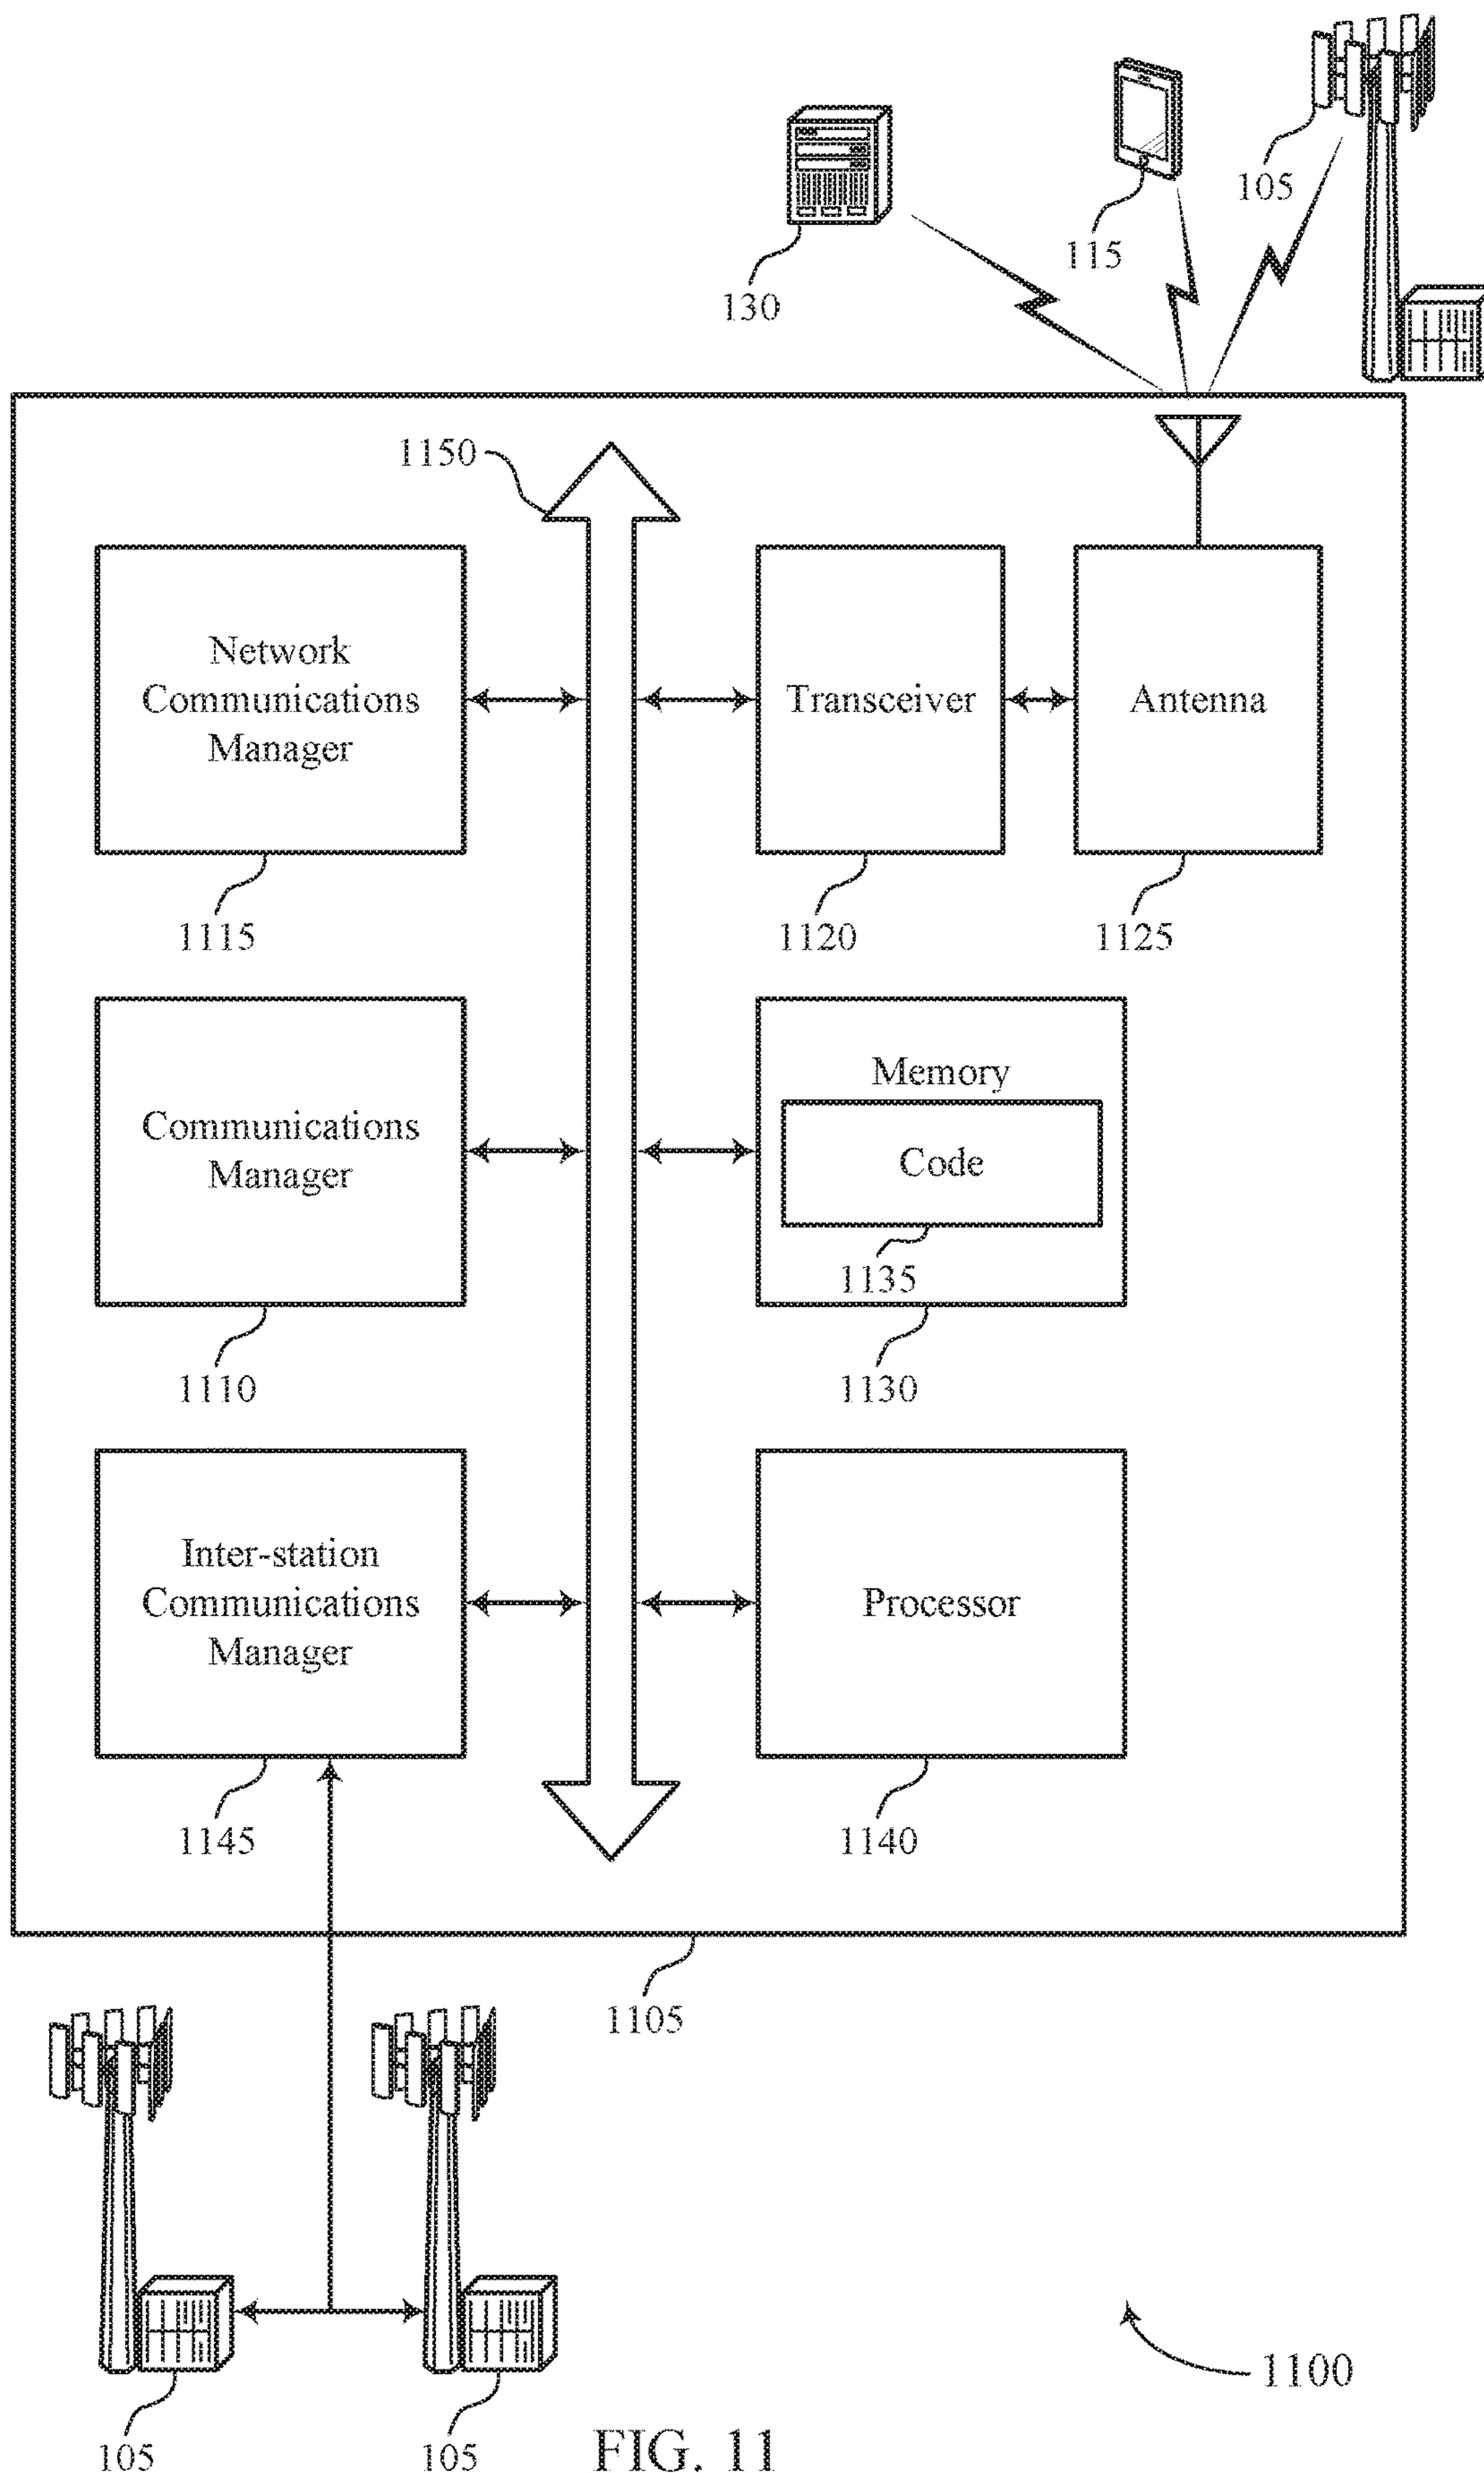 105
115
130
1150
Network
Communications
Manager
Transceiver
Antenna
1115
1120
1125
Communications
Manager
Memory
Code
1135
1110
1130
Inter-station
Communications
Manager
Processor
1145
1140
1105
105
105
1100
FIG. 11